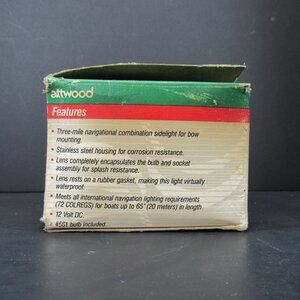 attwood
Features
• Three-mile navigational combination sidelight for bow
mounting.
• Stainless steel housing for corrosion resistance.
• Lens completely encapsulates the bulb and socket
assembly for splash resistance.
• Lens rests on a rubber gasket, making this light virtually
waterproof.
• Meets all international navigation lighting requirements
(72 COLREGS) for boats up to 65' (20 meters) in length.
• 12 Volt DC.
• #5C1 bulb included.